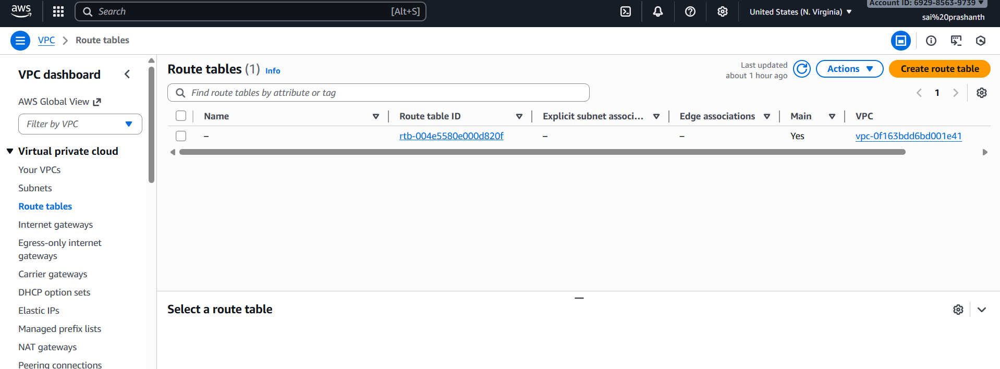 aws
Search [Alt+S]
United States (N. Virginia)
Account ID: 6929-8563-9739
sai%20prashanth
VPC
Route tables
VPC dashboard
AWS Global View
Filter by VPC
Virtual private cloud
Your VPCs
Subnets
Route tables
Internet gateways
Egress-only internet
gateways
Carrier gateways
DHCP option sets
Elastic IPs
Managed prefix lists
NAT gateways
Peering connections
Route tables (1) Info
Last updated
about 1 hour ago
Actions
Create route table
Find route tables by attribute or tag
1
Name Route table ID Explicit subnet associ... Edge associations Main VPC
– rtb-004e5580e000d820f – – Yes vpc-0f163bdd6bd001e41
Select a route table